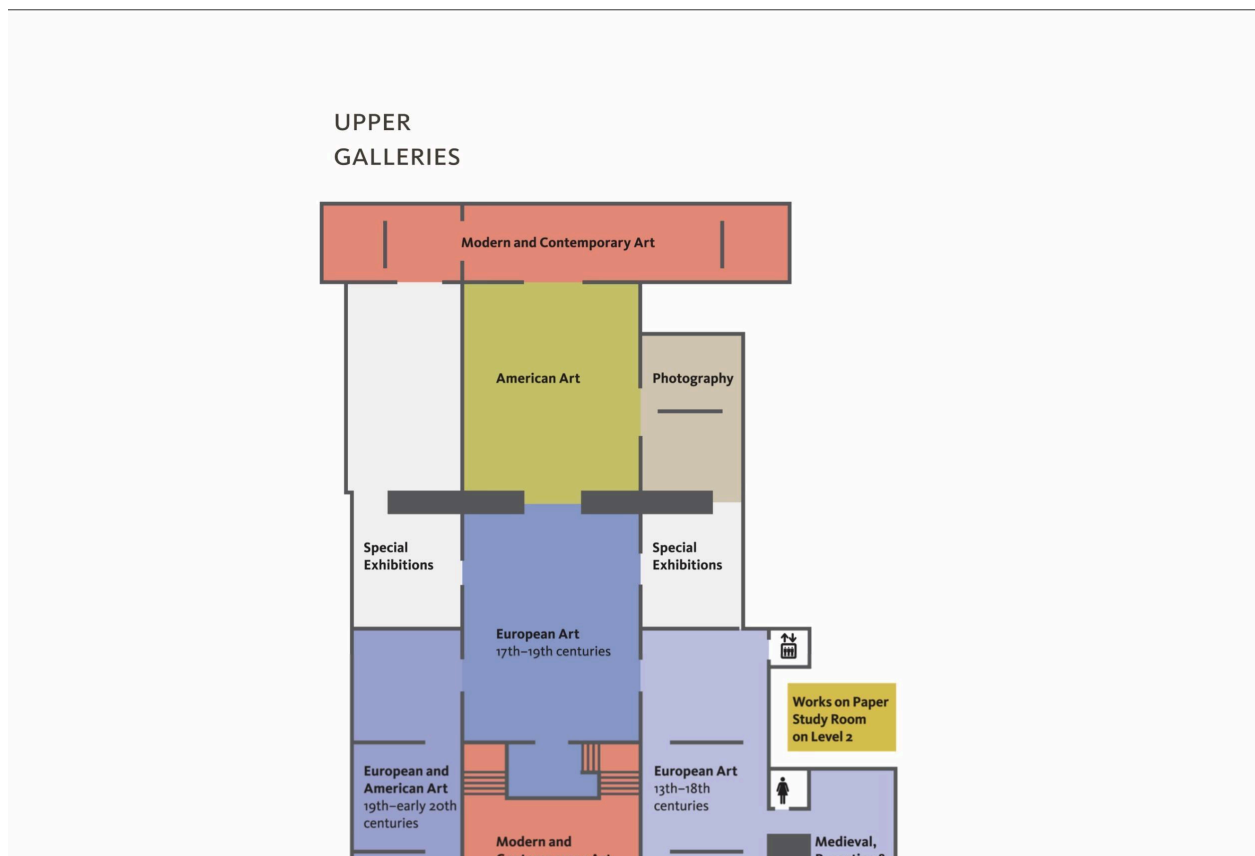 UPPER
GALLERIES
Modern and Contemporary Art
American Art
Photography
Special
Exhibitions
Special
Exhibitions
European Art
17th–19th centuries
Works on Paper
Study Room
on Level 2
European and
American Art
19th–early 20th
centuries
European Art
13th–18th
centuries
Modern and
Medieval,